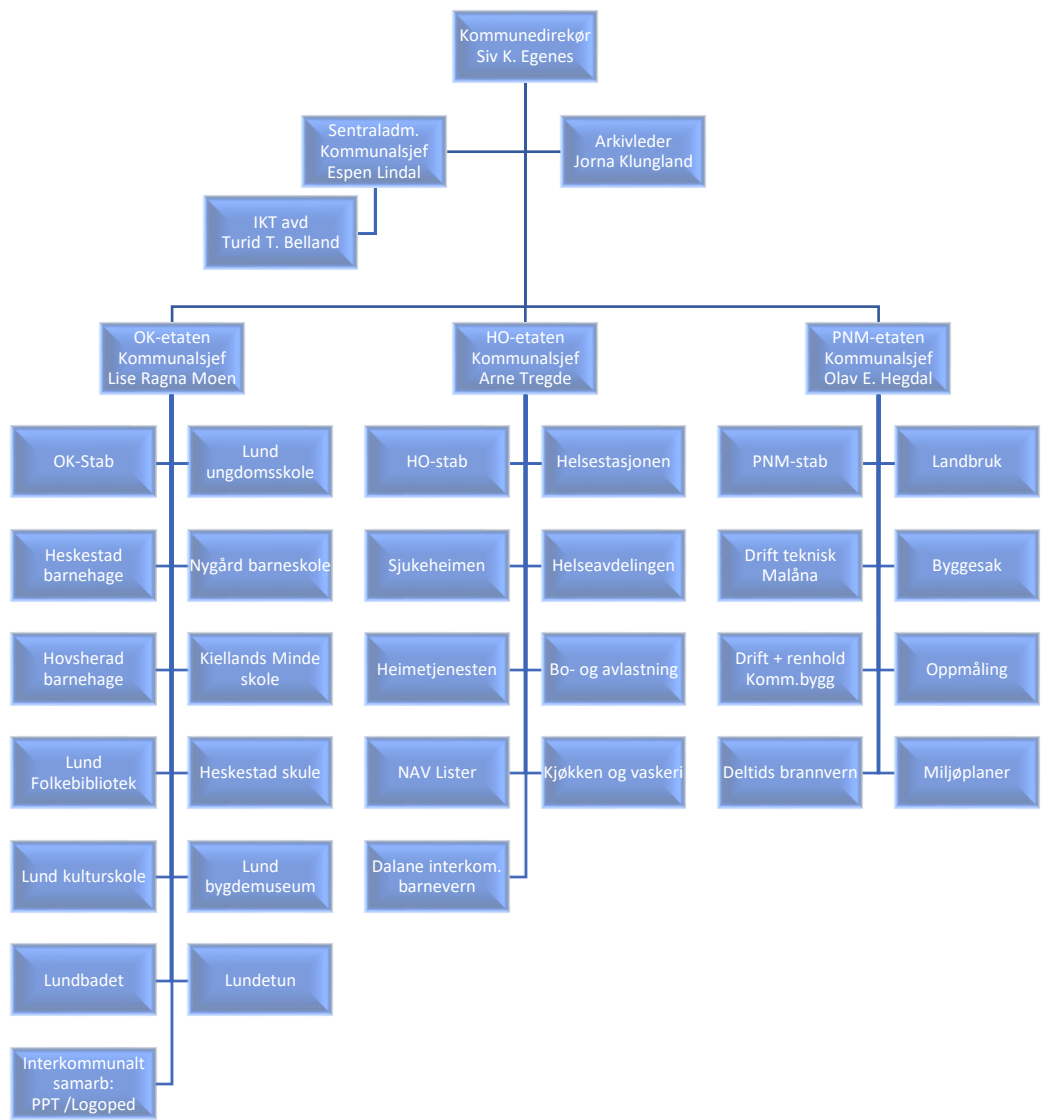 Kommunedirekør
Siv K. Egenes
Sentraladm.
Kommunalsjef
Espen Lindal
Arkivleder
Jorna Klungland
IKT avd
Turid T. Belland
OK-etaten
Kommunalsjef
Lise Ragna Moen
HO-etaten
Kommunalsjef
Arne Tregde
PNM-etaten
Kommunalsjef
Olav E. Hegdal
OK-Stab
Lund
ungdomsskole
Heskestad
barnehage
Nygård barneskole
Hovsherad
barnehage
Kiellands Minde
skole
Lund
Folkebibliotek
Heskestad skule
Lund kulturskole
Lund
bygdemuseum
Lundbadet
Lundetun
Interkommunalt
samarb:
PPT /Logoped
HO-stab
Helsestasjonen
Sjukeheimen
Helseavdelingen
Heimetjenesten
Bo- og avlastning
NAV Lister
Kjøkken og vaskeri
Dalane interkom.
barnevern
PNM-stab
Landbruk
Drift teknisk
Malåna
Byggesak
Drift + renhold
Komm.bygg
Oppmåling
Deltids brannvern
Miljøplaner